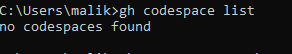 C:\Users\malik>gh codespace list
no codespaces found